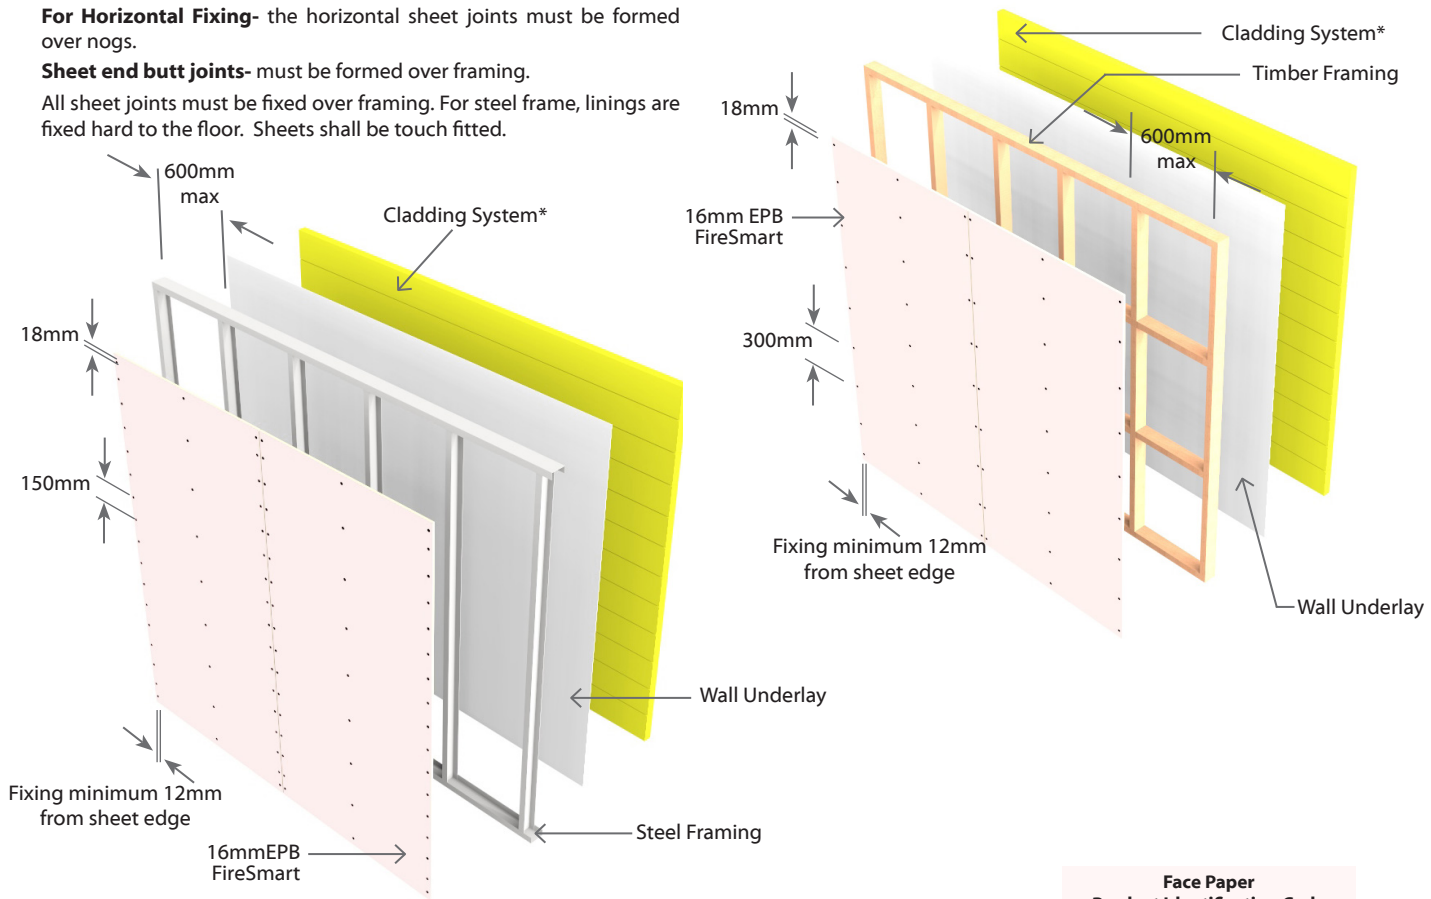 For Horizontal Fixing- the horizontal sheet joints must be formed
over nogs.
Sheet end butt joints- must be formed over framing.
All sheet joints must be fixed over framing. For steel frame, linings are
fixed hard to the floor. Sheets shall be touch fitted.
600mm
max
Cladding System*
18mm
150mm
Fixing minimum 12mm
from sheet edge
16mmEPB
FireSmart
Wall Underlay
Steel Framing
Cladding System*
Timber Framing
18mm
600mm
max
16mm EPB
FireSmart
300mm
Fixing minimum 12mm
from sheet edge
Wall Underlay
Face Paper
Product Identification Code